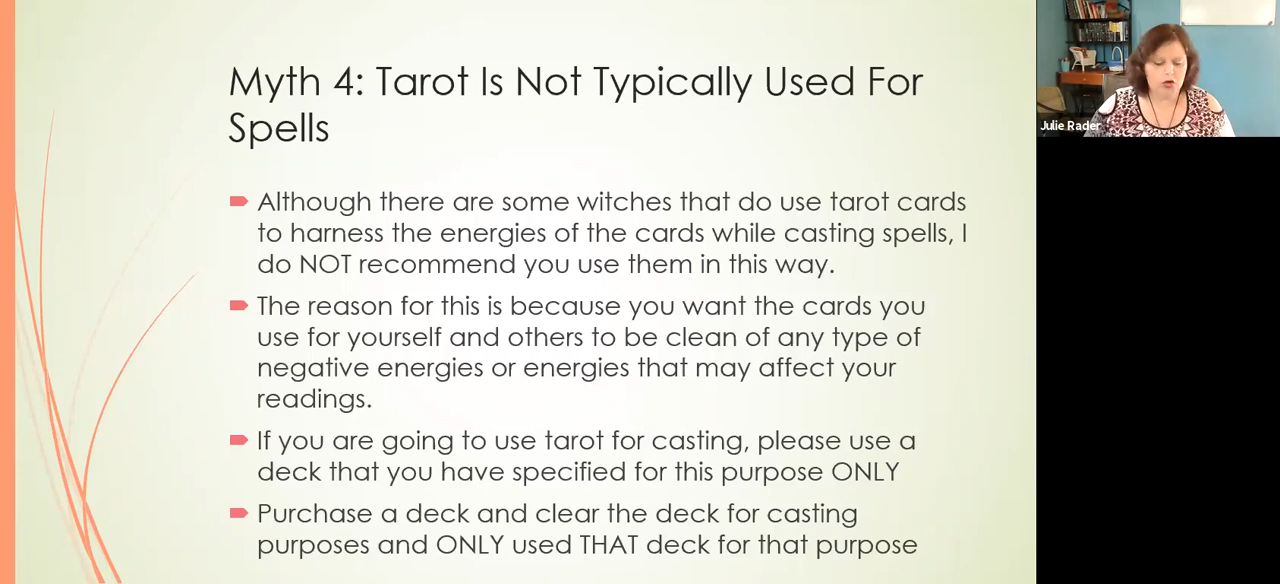 Myth 4: Tarot Is Not Typically Used For
Spells
Although there are some witches that do use tarot cards
to harness the energies of the cards while casting spells, I
do NOT recommend you use them in this way.
The reason for this is because you want the cards you
use for yourself and others to be clean of any type of
negative energies or energies that may affect your
readings.
If you are going to use tarot for casting, please use a
deck that you have specified for this purpose ONLY
Purchase a deck and clear the deck for casting
purposes and ONLY used THAT deck for that purpose
Julie Rader